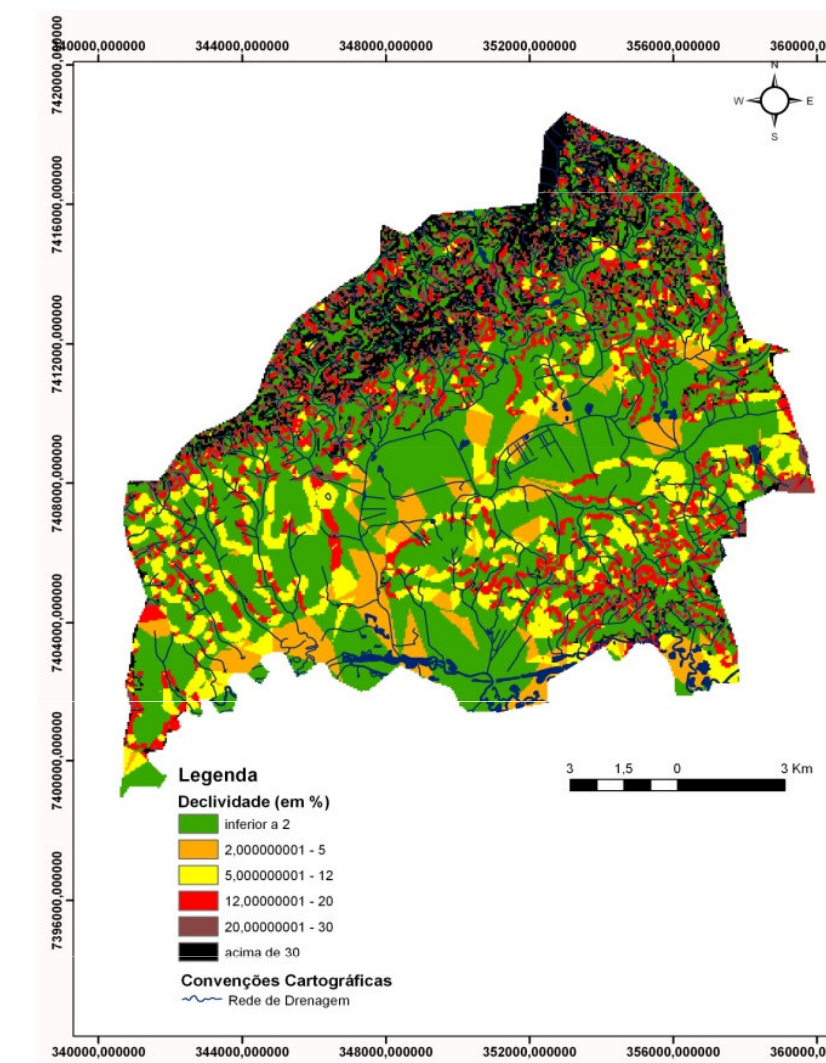 340000,000000 344000,000000 348000,000000 352000,000000 356000,000000 360000,000000
7420000,000000
N
W E
S
7416000,000000
7412000,000000
7408000,000000
7404000,000000
7400000,000000
7396000,000000
3 1,5 0 3 Km
Legenda
Declividade (em %)
inferior a 2
2,000000001 - 5
5,000000001 - 12
12,00000001 - 20
20,00000001 - 30
acima de 30
Convenções Cartográficas
Rede de Drenagem
340000,000000 344000,000000 348000,000000 352000,000000 356000,000000 360000,000000